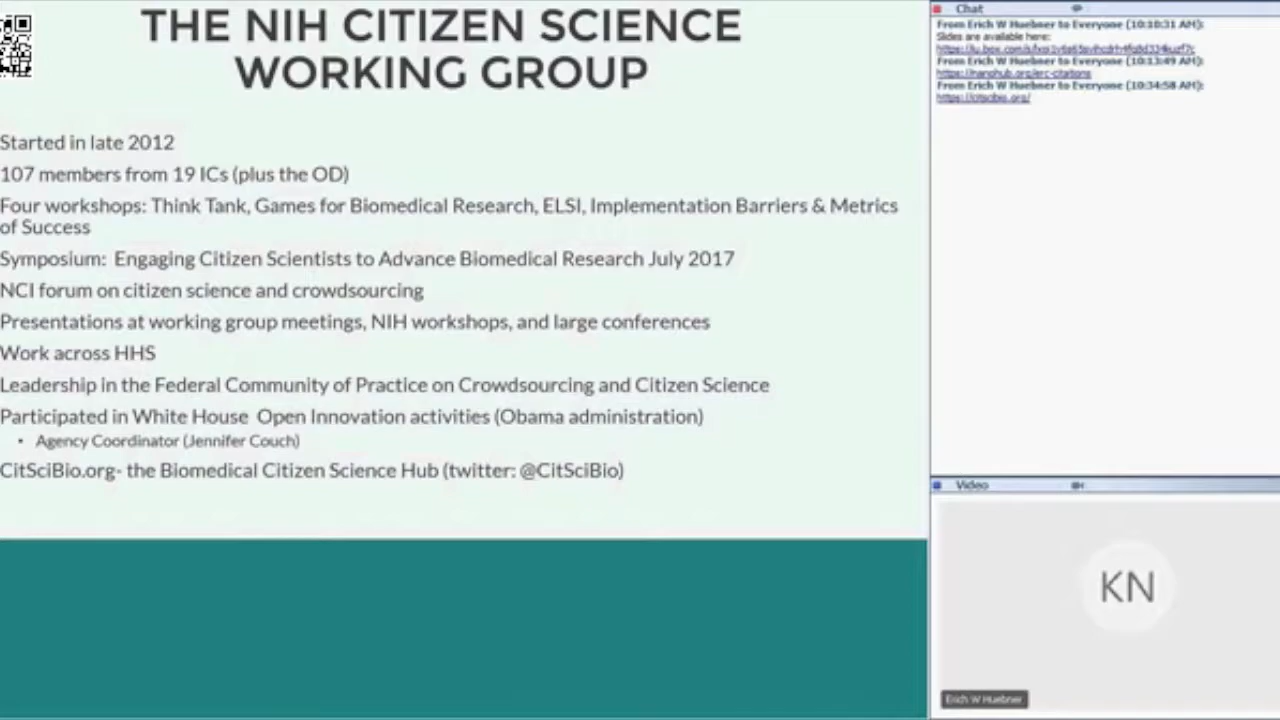 THE NIH CITIZEN SCIENCE
WORKING GROUP
Started in late 2012
107 members from 19 ICs (plus the OD)
Four workshops: Think Tank, Games for Biomedical Research, ELSI, Implementation Barriers & Metrics
of Success
Symposium: Engaging Citizen Scientists to Advance Biomedical Research July 2017
NCI forum on citizen science and crowdsourcing
Presentations at working group meetings, NIH workshops, and large conferences
Work across HHS
Leadership in the Federal Community of Practice on Crowdsourcing and Citizen Science
Participated in White House Open Innovation activities (Obama administration)
• Agency Coordinator (Jennifer Couch)
CitSciBio.org- the Biomedical Citizen Science Hub (twitter: @CitSciBio)
Chat
From Erich W Huebner to Everyone (10:10:31 AM):
Slides are available here:
From Erich W Huebner to Everyone (10:13:49 AM):
https://nanohub.org/erc-citations
From Erich W Huebner to Everyone (10:34:58 AM):
https://citscibio.org/
Video
KN
Erich W Huebner